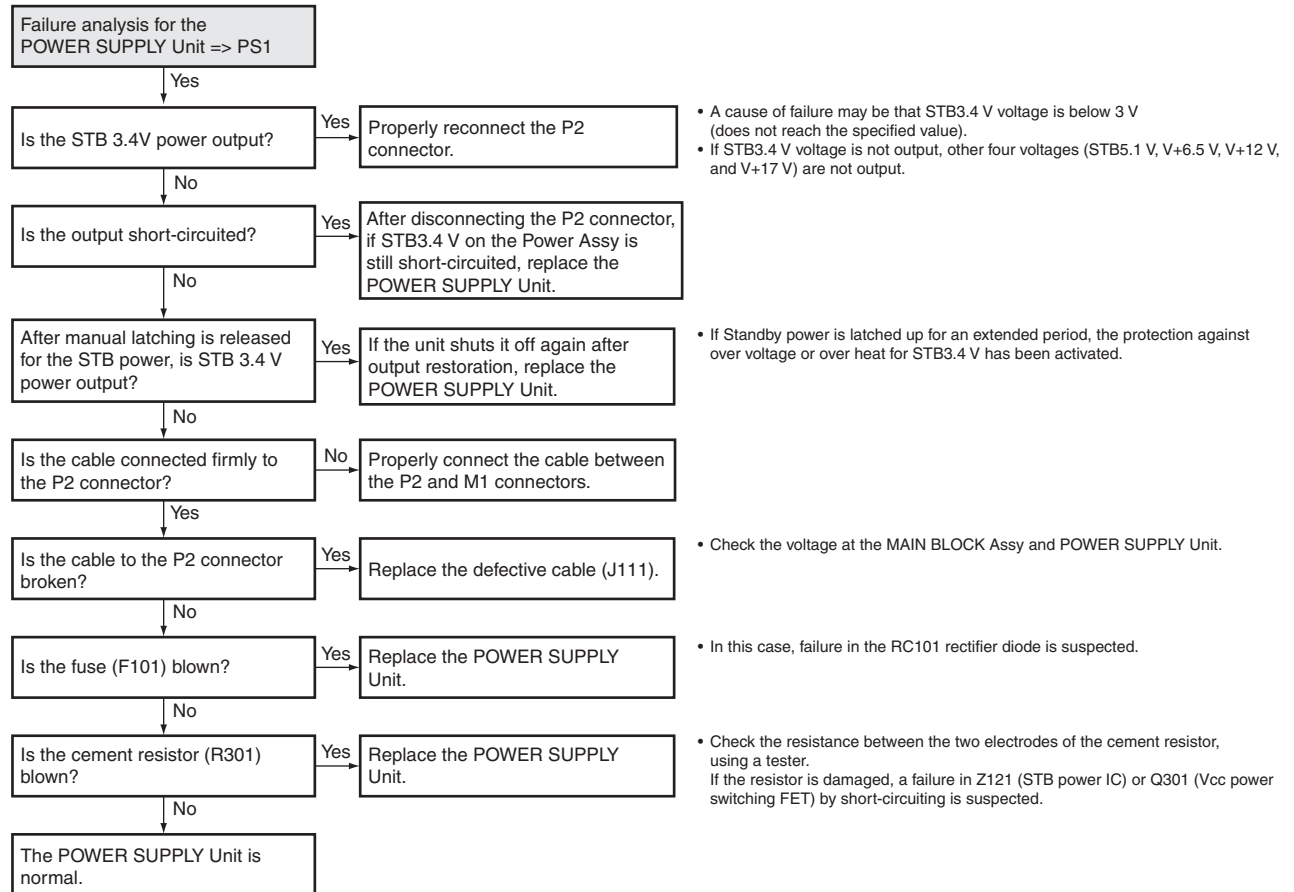 Failure analysis for the
POWER SUPPLY Unit => PS1
Yes
Is the STB 3.4V power output?
Yes
Properly reconnect the P2
connector.
• A cause of failure may be that STB3.4 V voltage is below 3 V
(does not reach the specified value).
• If STB3.4 V voltage is not output, other four voltages (STB5.1 V, V+6.5 V, V+12 V,
and V+17 V) are not output.
No
Is the output short-circuited?
Yes
After disconnecting the P2 connector,
if STB3.4 V on the Power Assy is
still short-circuited, replace the
POWER SUPPLY Unit.
No
After manual latching is released
for the STB power, is STB 3.4 V
power output?
Yes
If the unit shuts it off again after
output restoration, replace the
POWER SUPPLY Unit.
• If Standby power is latched up for an extended period, the protection against
over voltage or over heat for STB3.4 V has been activated.
No
Is the cable connected firmly to
the P2 connector?
No
Properly connect the cable between
the P2 and M1 connectors.
Yes
Is the cable to the P2 connector
broken?
Yes
Replace the defective cable (J111).
• Check the voltage at the MAIN BLOCK Assy and POWER SUPPLY Unit.
No
Is the fuse (F101) blown?
Yes
Replace the POWER SUPPLY
Unit.
• In this case, failure in the RC101 rectifier diode is suspected.
No
Is the cement resistor (R301)
blown?
Yes
Replace the POWER SUPPLY
Unit.
• Check the resistance between the two electrodes of the cement resistor,
using a tester.
If the resistor is damaged, a failure in Z121 (STB power IC) or Q301 (Vcc power
switching FET) by short-circuiting is suspected.
No
The POWER SUPPLY Unit is
normal.